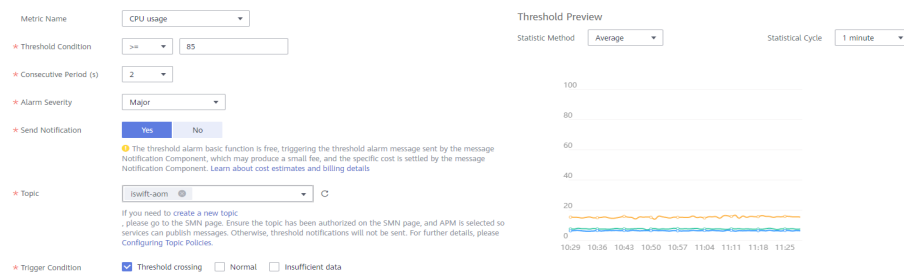 Threshold Preview
Metric Name CPU usage
Statistic Method Average Statistical Cycle 1 minute
* Threshold Condition >= 85
* Consecutive Period (s) 2
* Alarm Severity Major
* Send Notification Yes No
The threshold alarm basic function is free, triggering the threshold alarm message sent by the message
Notification Component, which may produce a small fee, and the specific cost is settled by the message
Notification Component. Learn about cost estimates and billing details
* Topic iswift-aom
If you need to create a new topic
, please go to the SMN page. Ensure the topic has been authorized on the SMN page, and APM is selected so
services can publish messages. Otherwise, threshold notifications will not be sent. For further details, please
Configuring Topic Policies.
* Trigger Condition Threshold crossing Normal Insufficient data
100
80
60
40
20
0
10:29 10:36 10:43 10:50 10:57 11:04 11:11 11:18 11:25